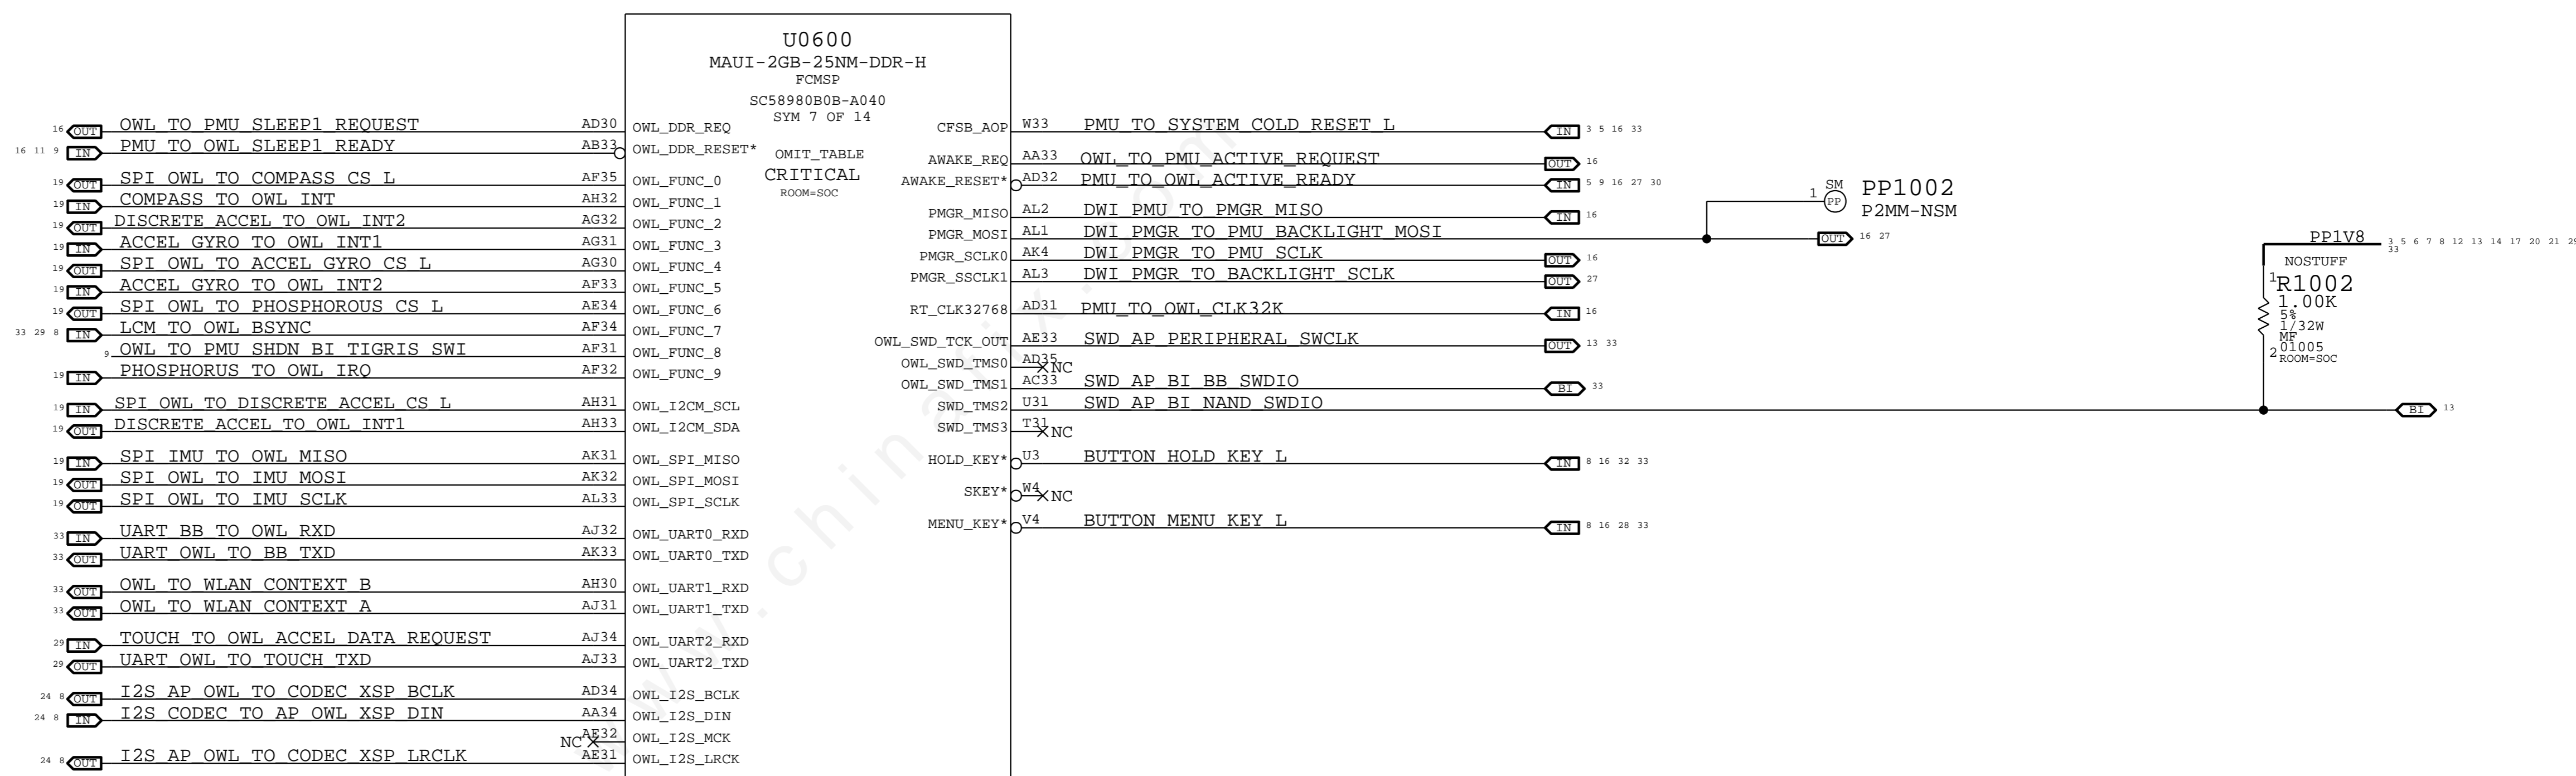 U0600
MAUI-2GB-25NM-DDR-H
FCMSP
SC58980B0B-A040
SYM 7 OF 14
OMIT_TABLE
CRITICAL
ROOM=SOC
16 OUT OWL_TO_PMU_SLEEP1_REQUEST AD30 OWL_DDR_REQ
16 11 9 IN PMU_TO_OWL_SLEEP1_READY AB33 OWL_DDR_RESET*
19 OUT SPI_OWL_TO_COMPASS_CS_L AF35 OWL_FUNC_0
19 IN COMPASS_TO_OWL_INT AH32 OWL_FUNC_1
19 OUT DISCRETE_ACCEL_TO_OWL_INT2 AG32 OWL_FUNC_2
19 IN ACCEL_GYRO_TO_OWL_INT1 AG31 OWL_FUNC_3
19 OUT SPI_OWL_TO_ACCEL_GYRO_CS_L AG30 OWL_FUNC_4
19 IN ACCEL_GYRO_TO_OWL_INT2 AF33 OWL_FUNC_5
19 OUT SPI_OWL_TO_PHOSPHOROUS_CS_L AE34 OWL_FUNC_6
33 29 8 IN LCM_TO_OWL_BSYNC AF34 OWL_FUNC_7
9 OWL_TO_PMU_SHDN_BI_TIGRIS_SWI AF31 OWL_FUNC_8
19 IN PHOSPHORUS_TO_OWL_IRQ AF32 OWL_FUNC_9
19 IN SPI_OWL_TO_DISCRETE_ACCEL_CS_L AH31 OWL_I2CM_SCL
19 OUT DISCRETE_ACCEL_TO_OWL_INT1 AH33 OWL_I2CM_SDA
19 IN SPI_IMU_TO_OWL_MISO AK31 OWL_SPI_MISO
19 OUT SPI_OWL_TO_IMU_MOSI AK32 OWL_SPI_MOSI
19 OUT SPI_OWL_TO_IMU_SCLK AL33 OWL_SPI_SCLK
33 IN UART_BB_TO_OWL_RXD AJ32 OWL_UART0_RXD
33 OUT UART_OWL_TO_BB_TXD AK33 OWL_UART0_TXD
33 OUT OWL_TO_WLAN_CONTEXT_B AH30 OWL_UART1_RXD
33 OUT OWL_TO_WLAN_CONTEXT_A AJ31 OWL_UART1_TXD
29 IN TOUCH_TO_OWL_ACCEL_DATA_REQUEST AJ34 OWL_UART2_RXD
29 OUT UART_OWL_TO_TOUCH_TXD AJ33 OWL_UART2_TXD
24 8 OUT I2S_AP_OWL_TO_CODEC_XSP_BCLK AD34 OWL_I2S_BCLK
24 8 IN I2S_CODEC_TO_AP_OWL_XSP_DIN AA34 OWL_I2S_DIN
NC AE32 OWL_I2S_MCK
24 8 OUT I2S_AP_OWL_TO_CODEC_XSP_LRCLK AE31 OWL_I2S_LRCK
CFSB_AOP W33 PMU_TO_SYSTEM_COLD_RESET_L IN 3 5 16 33
AWAKE_REQ AA33 OWL_TO_PMU_ACTIVE_REQUEST OUT 16
AWAKE_RESET* AD32 PMU_TO_OWL_ACTIVE_READY IN 5 9 16 27 30
PMGR_MISO AL2 DWI_PMU_TO_PMGR_MISO IN 16
PMGR_MOSI AL1 DWI_PMGR_TO_PMU_BACKLIGHT_MOSI OUT 16 27
PMGR_SCLK0 AK4 DWI_PMGR_TO_PMU_SCLK OUT 16
PMGR_SSCLK1 AL3 DWI_PMGR_TO_BACKLIGHT_SCLK OUT 27
RT_CLK32768 AD31 PMU_TO_OWL_CLK32K IN 16
OWL_SWD_TCK_OUT AE33 SWD_AP_PERIPHERAL_SWCLK OUT 13 33
OWL_SWD_TMS0 AD35 NC
OWL_SWD_TMS1 AC33 SWD_AP_BI_BB_SWDIO BI 33
SWD_TMS2 U31 SWD_AP_BI_NAND_SWDIO BI 13
SWD_TMS3 T31 NC
HOLD_KEY* U3 BUTTON_HOLD_KEY_L IN 8 16 32 33
SKEY* W4 NC
MENU_KEY* V4 BUTTON_MENU_KEY_L IN 8 16 28 33
SM
1 PP PP1002
P2MM-NSM
PP1V8 3 5 6 7 8 12 13 14 17 20 21 29
33
NOSTUFF
1 R1002
1.00K
5%
1/32W
MF
2 01005
ROOM=SOC